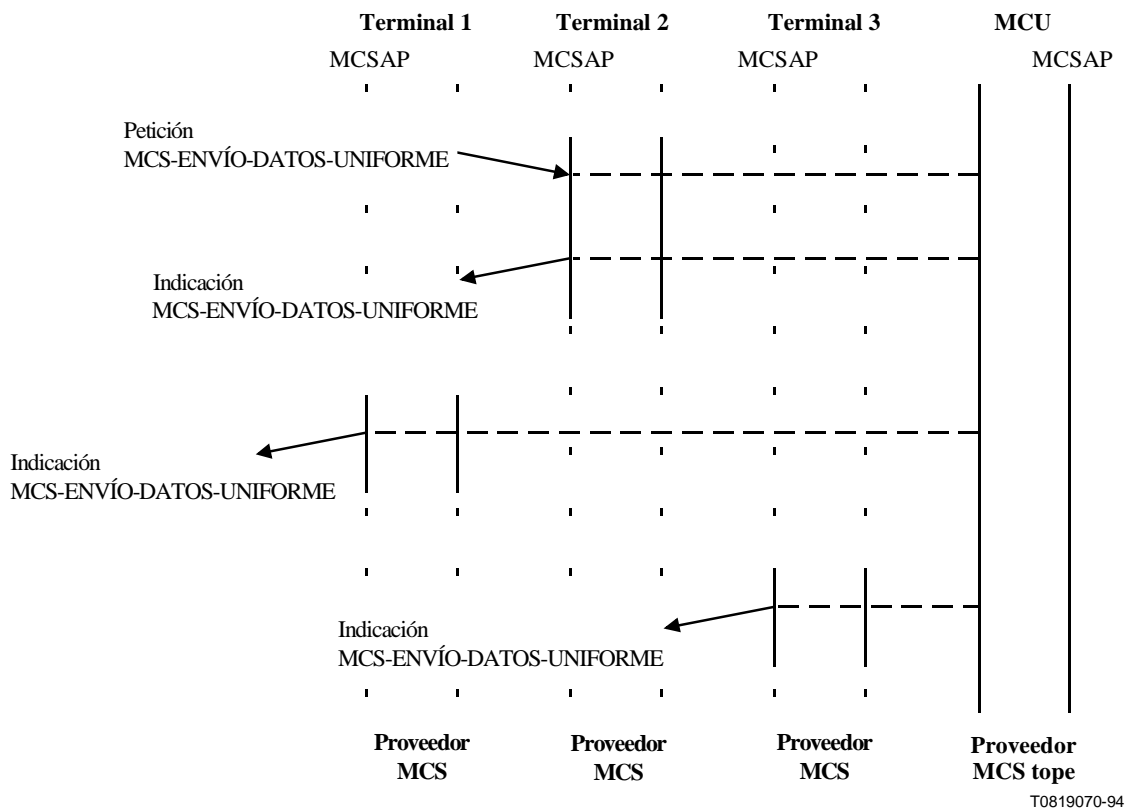 Terminal 1 Terminal 2 Terminal 3 MCU
MCSAP MCSAP MCSAP MCSAP
Petición
MCS-ENVÍO-DATOS-UNIFORME
Indicación
MCS-ENVÍO-DATOS-UNIFORME
Indicación
MCS-ENVÍO-DATOS-UNIFORME
Indicación
MCS-ENVÍO-DATOS-UNIFORME
Proveedor Proveedor Proveedor Proveedor
MCS MCS MCS MCS tope
T0819070-94